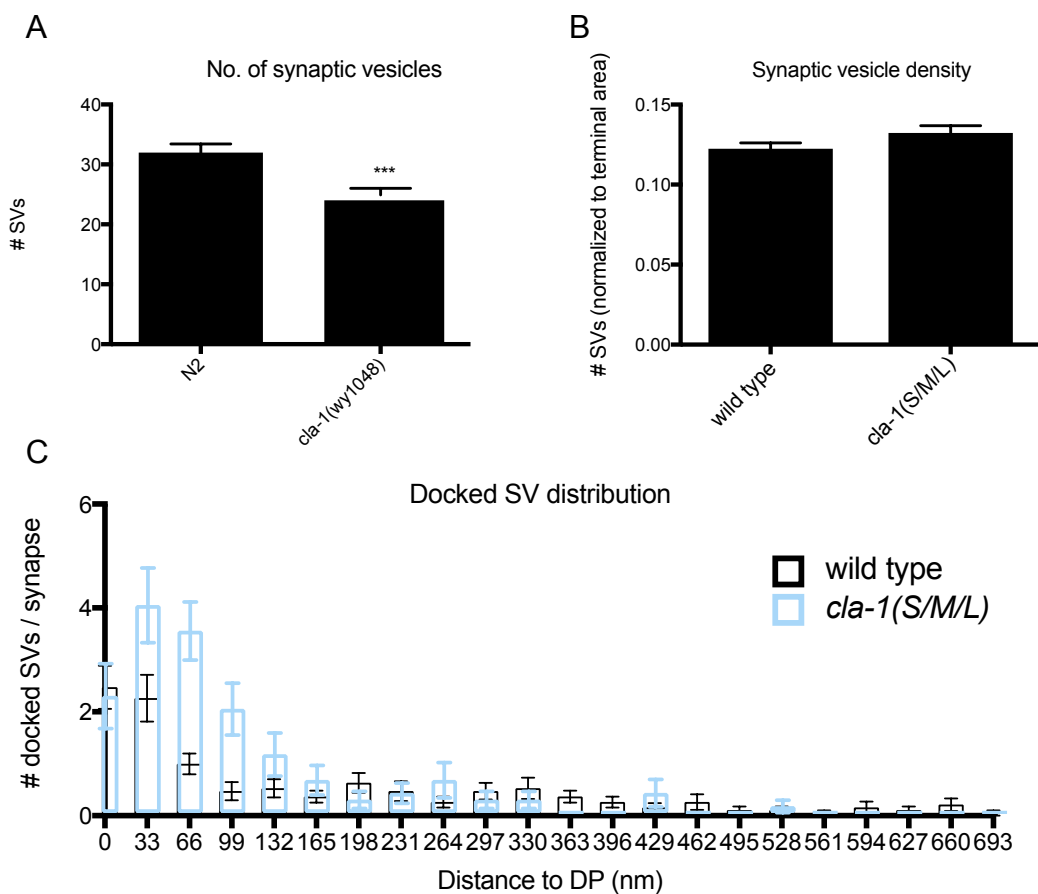 A
No. of synaptic vesicles
# SVs
40
30
20
10
0
***
N2
cla-1(wy1048)
B
Synaptic vesicle density
# SVs (normalized to terminal area)
0.15
0.10
0.05
0.00
wild type
cla-1(S/M/L)
C
Docked SV distribution
# docked SVs / synapse
6
4
2
0
wild type
cla-1(S/M/L)
0 33 66 99 132 165 198 231 264 297 330 363 396 429 462 495 528 561 594 627 660 693
Distance to DP (nm)